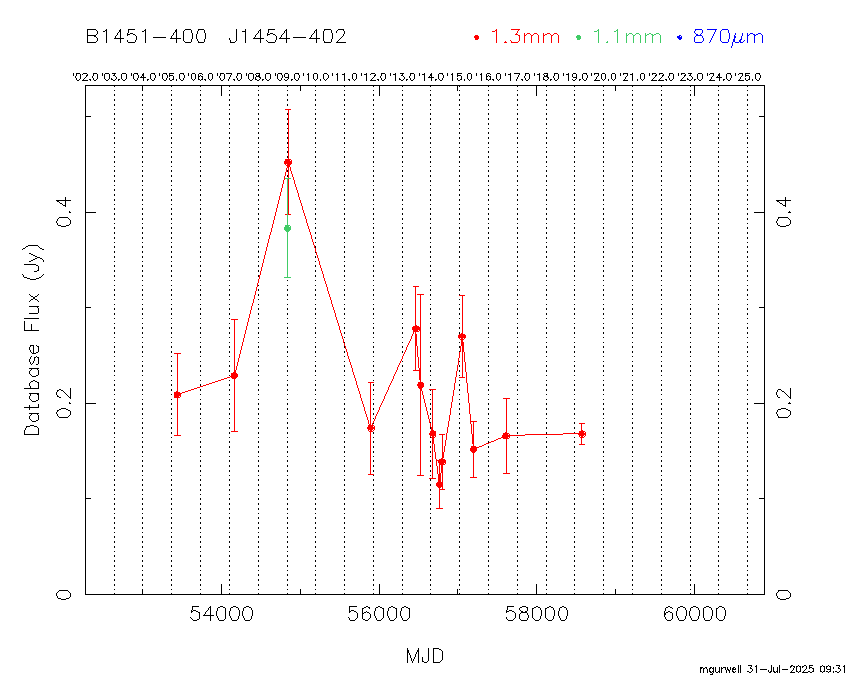 B1451-400 J1454-402 1.3mm 1.1mm 870μm
'02.0 '03.0 '04.0 '05.0 '06.0 '07.0 '08.0 '09.0 '10.0 '11.0 '12.0 '13.0 '14.0 '15.0 '16.0 '17.0 '18.0 '19.0 '20.0 '21.0 '22.0 '23.0 '24.0 '25.0
0.4 0.4
Database Flux (Jy)
0.2 0.2
0 0
54000 56000 58000 60000
MJD
mgurwell 31-Jul-2025 09:31